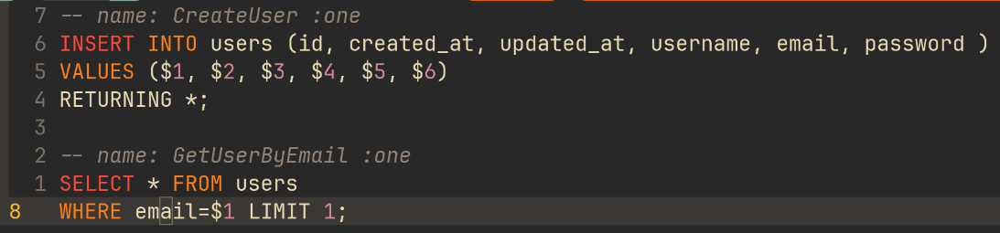 7 -- name: CreateUser :one
6 INSERT INTO users (id, created_at, updated_at, username, email, password )
5 VALUES ($1, $2, $3, $4, $5, $6)
4 RETURNING *;
3
2 -- name: GetUserByEmail :one
1 SELECT * FROM users
8 WHERE email=$1 LIMIT 1;